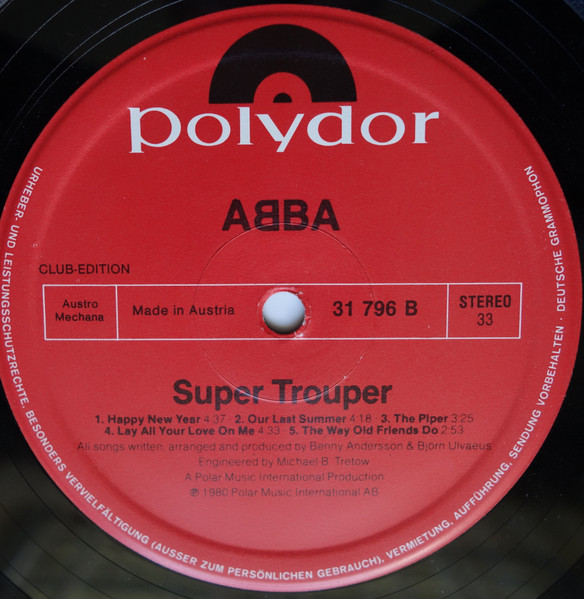 polydor
AᗺBA
CLUB-EDITION
Austro
Mechana
Made in Austria
31 796 B
STEREO
33
Super Trouper
1. Happy New Year 4:37 · 2. Our Last Summer 4:18 · 3. The Piper 3:25
4. Lay All Your Love On Me 4:33 · 5. The Way Old Friends Do 2:53
All songs written, arranged and produced by Benny Andersson & Björn Ulvaeus
Engineered by Michael B. Tretow
A Polar Music International Production
℗ 1980 Polar Music International AB
URHEBER- UND LEISTUNGSSCHUTZRECHTE, BESONDERS VERVIELFÄLTIGUNG (AUSSER ZUM PERSÖNLICHEN GEBRAUCH), VERMIETUNG, AUFFÜHRUNG, SENDUNG VORBEHALTEN · DEUTSCHE GRAMMOPHON